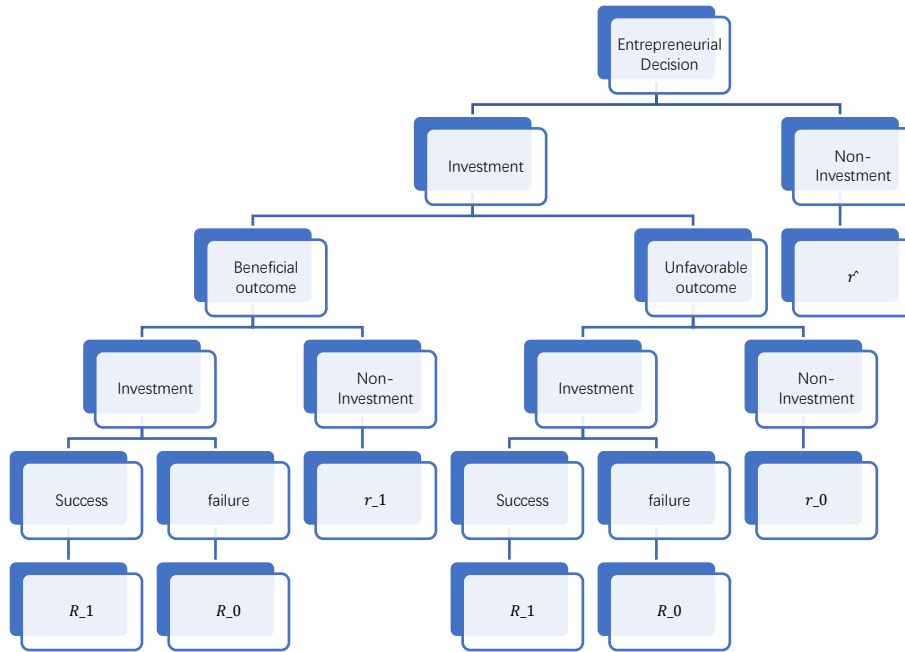 Entrepreneurial
Decision
Investment
Non-
Investment
Beneficial
outcome
Unfavorable
outcome
r^
Investment
Non-
Investment
Investment
Non-
Investment
Success
failure
r_1
Success
failure
r_0
R_1
R_0
R_1
R_0